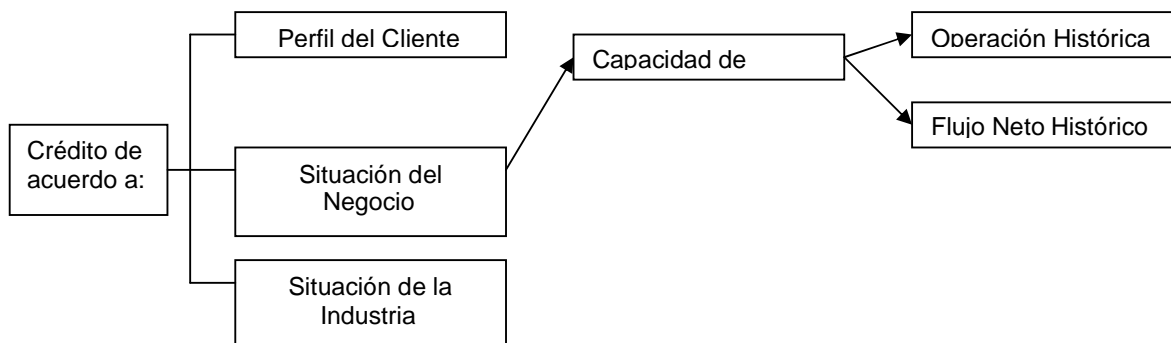 Perfil del Cliente
Capacidad de
Operación Histórica
Flujo Neto Histórico
Crédito de
acuerdo a:
Situación del
Negocio
Situación de la
Industria